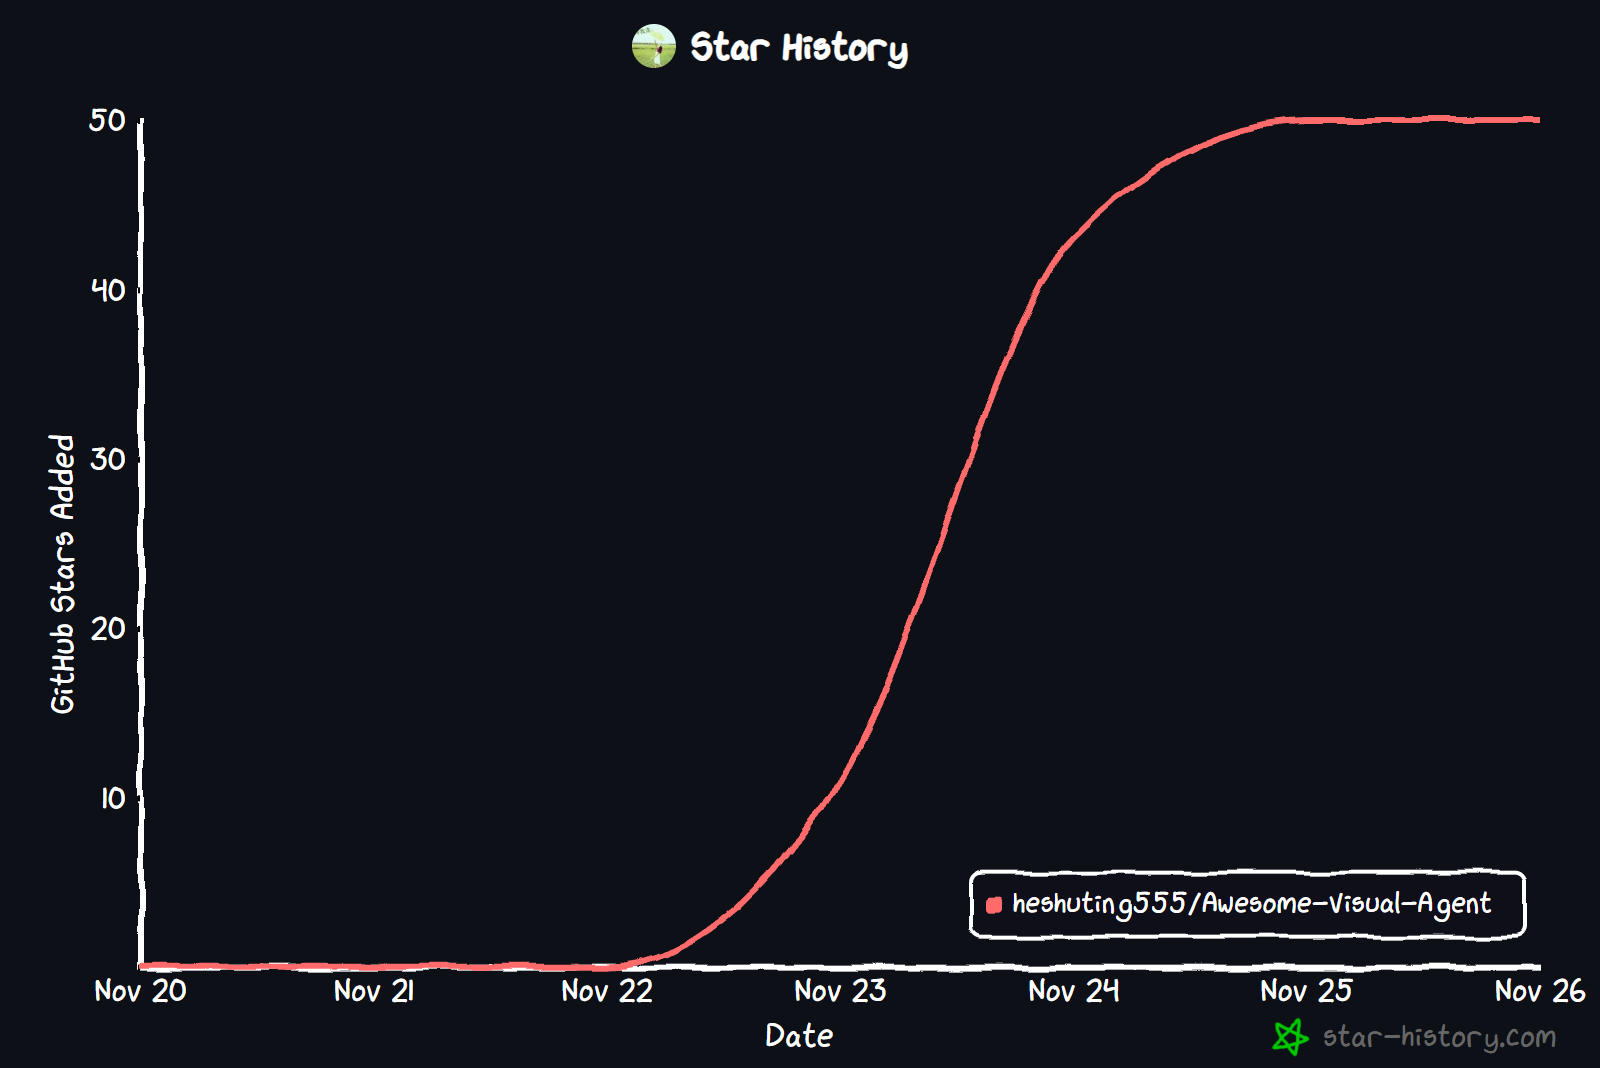 Star History
50
40
30
20
10
GitHub Stars Added
heshuting555/Awesome-Visual-Agent
Nov 20 Nov 21 Nov 22 Nov 23 Nov 24 Nov 25 Nov 26
Date
star-history.com